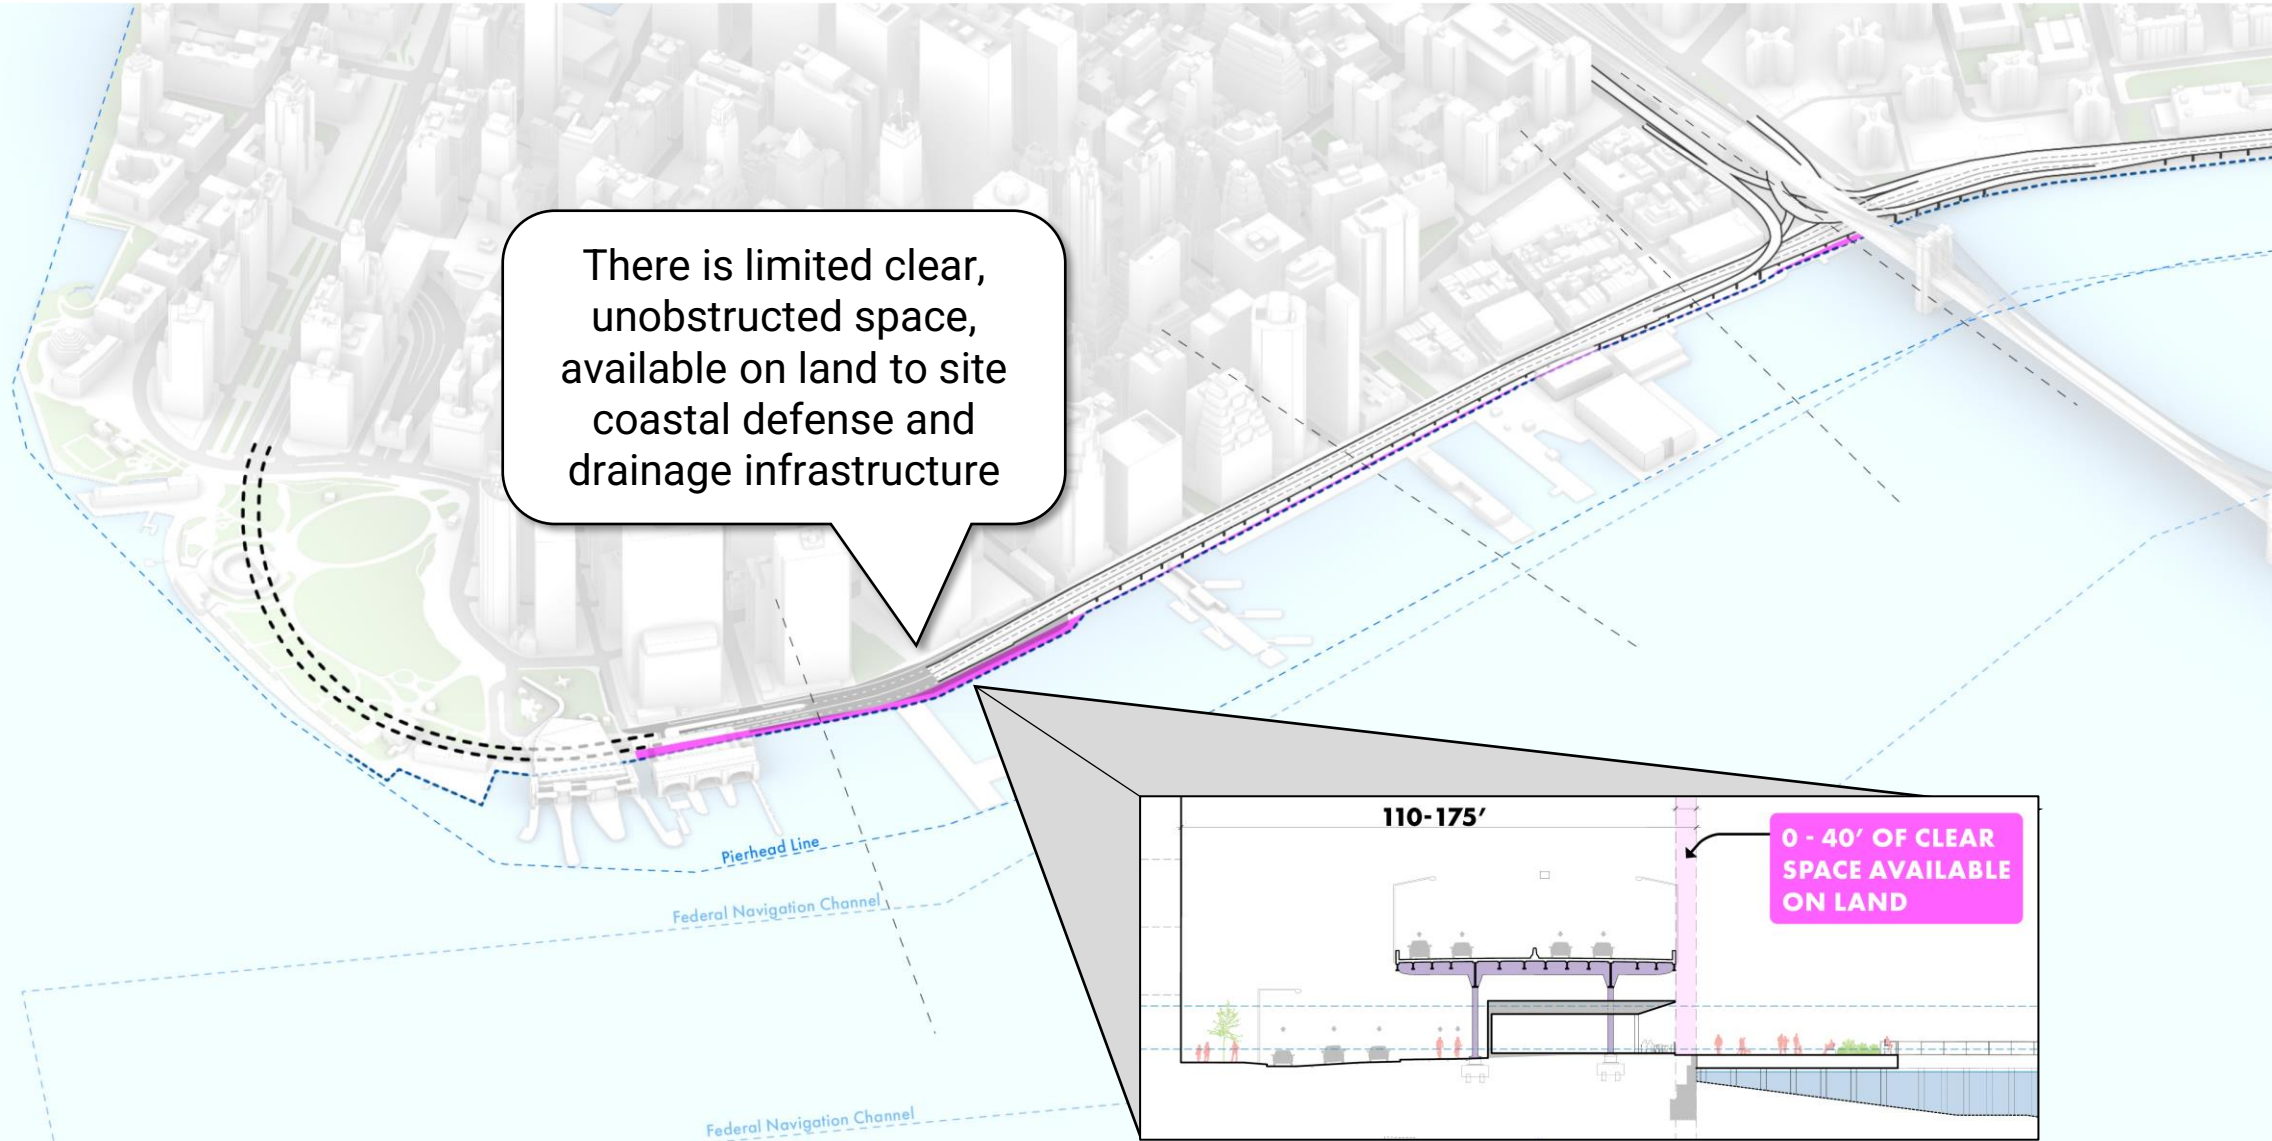 There is limited clear,
unobstructed space,
available on land to site
coastal defense and
drainage infrastructure
Pierhead Line
Federal Navigation Channel
Federal Navigation Channel
110-175′
0 - 40′ OF CLEAR
SPACE AVAILABLE
ON LAND